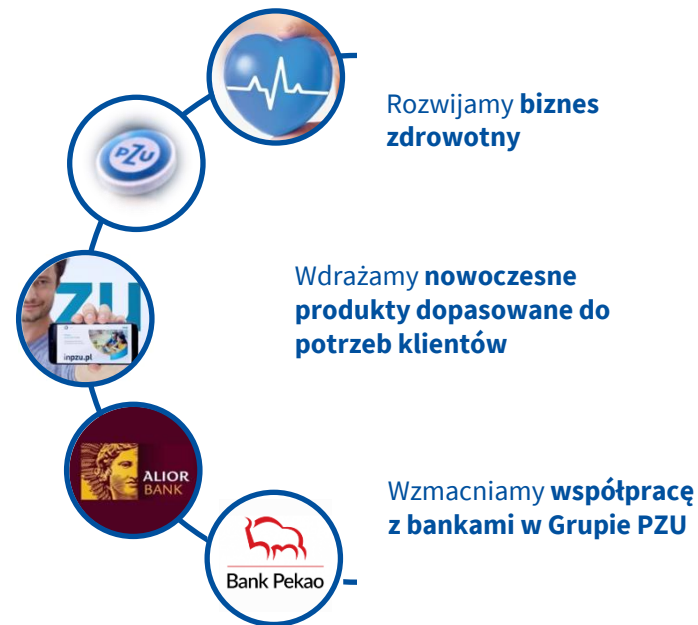 Rozwijamy biznes
zdrowotny
PZU
Wdrażamy nowoczesne
produkty dopasowane do
potrzeb klientów
ZU
inpzu.pl
ALIOR
BANK
Wzmacniamy współpracę
z bankami w Grupie PZU
Bank Pekao